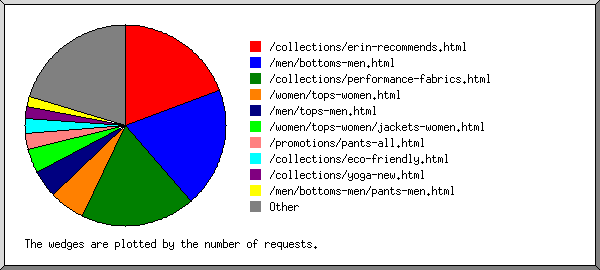 /collections/erin-recommends.html
/men/bottoms-men.html
/collections/performance-fabrics.html
/women/tops-women.html
/men/tops-men.html
/women/tops-women/jackets-women.html
/promotions/pants-all.html
/collections/eco-friendly.html
/collections/yoga-new.html
/men/bottoms-men/pants-men.html
Other
The wedges are plotted by the number of requests.